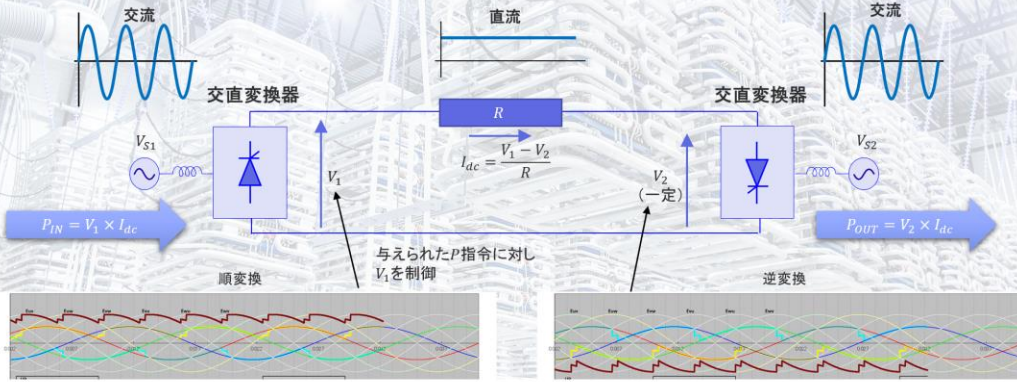 交流
直流
交流
交直変換器
交直変換器
R
V_{S1}
V_{S2}
I_{dc} = \frac{V_1 - V_2}{R}
V_1
V_2
(一定)
P_{IN} = V_1 × I_{dc}
P_{OUT} = V_2 × I_{dc}
与えられたP指令に対し
V_1を制御
順変換
逆変換